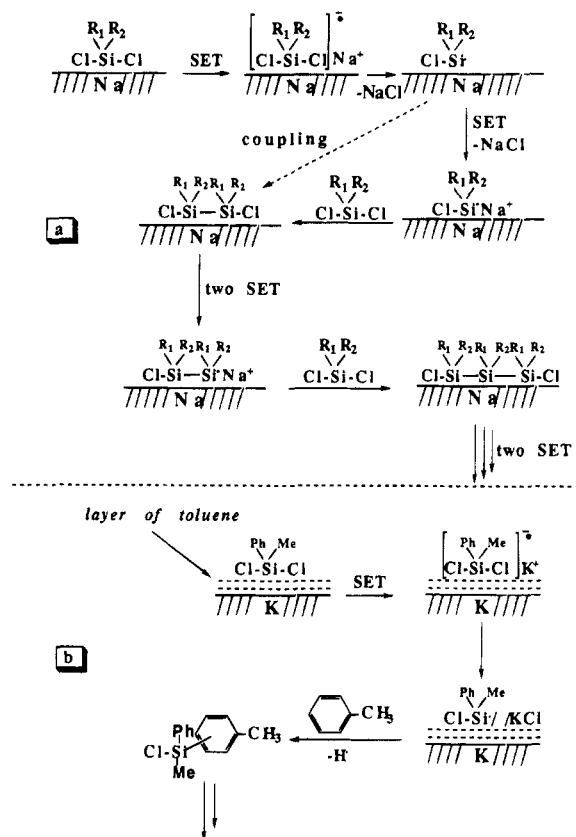 R₁ R₂
Cl-Si-Cl
Na
SET
R₁ R₂
[Cl-Si-Cl]⁻• Na⁺
Na
-NaCl
R₁ R₂
Cl-Si·
Na
coupling
SET
-NaCl
R₁ R₂ R₁ R₂
Cl-Si—Si-Cl
Na
R₁ R₂
Cl-Si-Cl
R₁ R₂
Cl-Si⁻Na⁺
Na
a
two SET
R₁ R₂ R₁ R₂
Cl-Si—Si⁻Na⁺
Na
R₁ R₂
Cl-Si-Cl
R₁ R₂ R₁ R₂ R₁ R₂
Cl-Si—Si—Si-Cl
Na
two SET
layer of toluene
Ph Me
Cl-Si-Cl
K
SET
Ph Me
[Cl-Si-Cl]⁻• K⁺
K
b
Ph Me
Cl-Si·/ /KCl
K
CH₃
-H·
Ph
Cl-Si
Me
CH₃